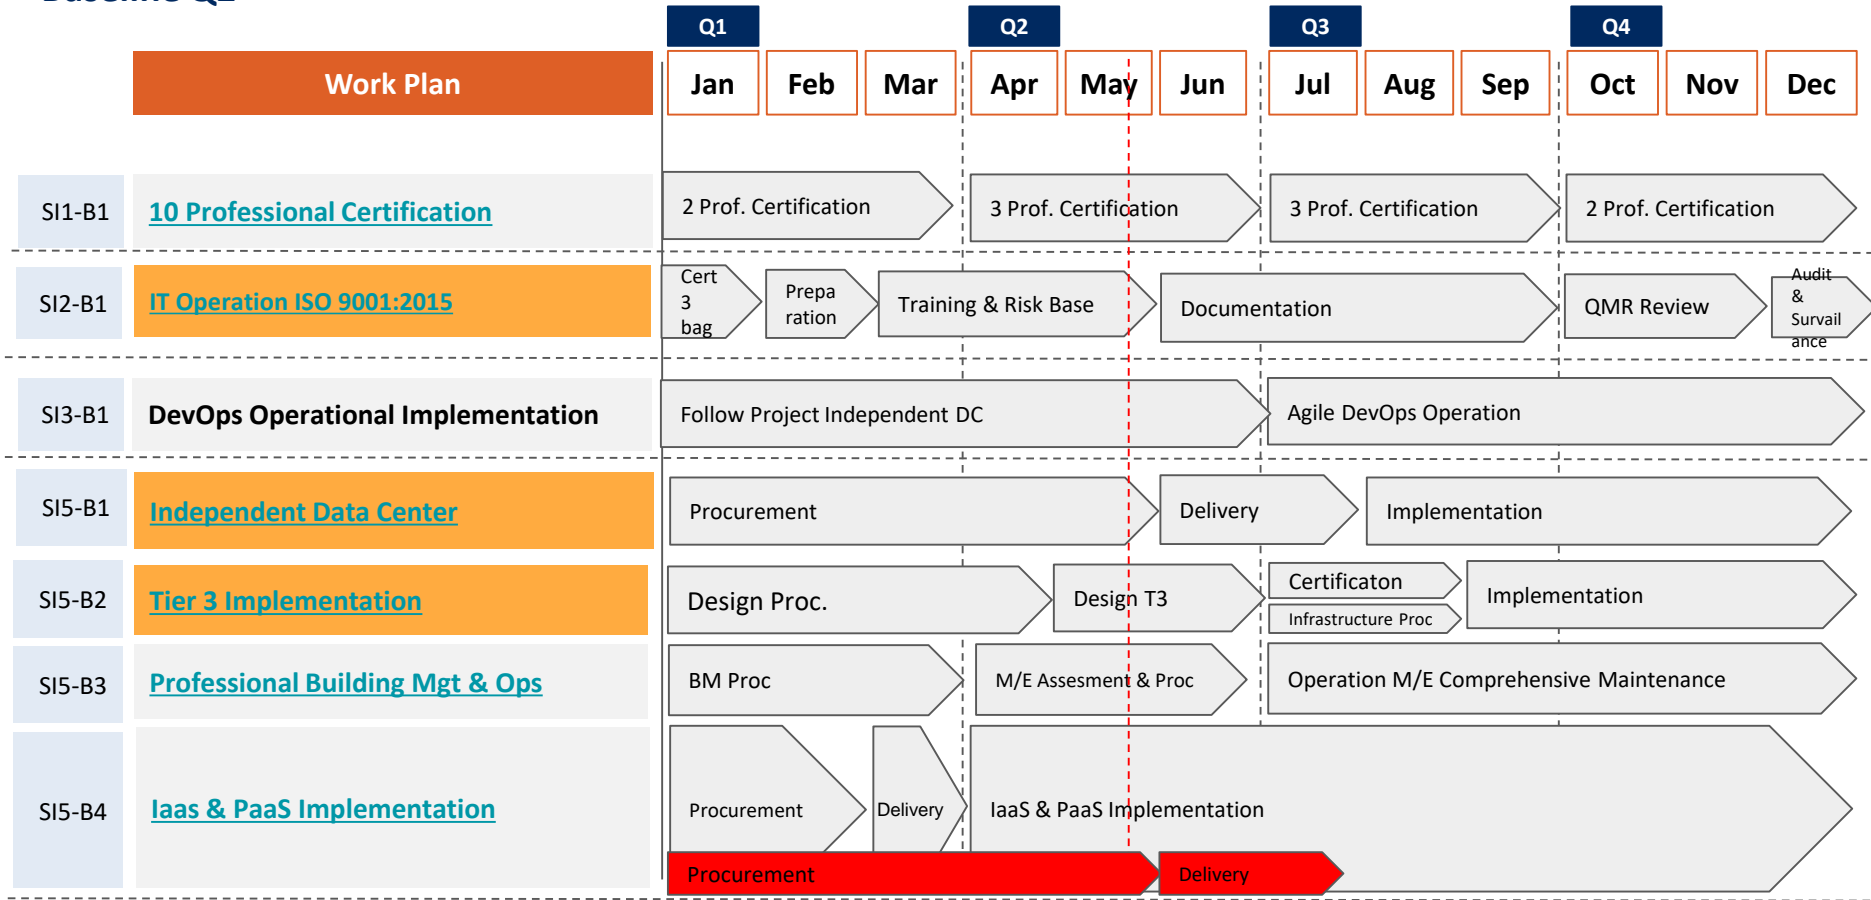 Baseline Q2
Q1
Q2
Q3
Q4
Work Plan
Jan
Feb
Mar
Apr
May
Jun
Jul
Aug
Sep
Oct
Nov
Dec
SI1-B1
10 Professional Certification
2 Prof. Certification
3 Prof. Certification
3 Prof. Certification
2 Prof. Certification
SI2-B1
IT Operation ISO 9001:2015
Cert
3
bag
Prepa
ration
Training & Risk Base
Documentation
QMR Review
Audit
&
Survail
ance
SI3-B1
DevOps Operational Implementation
Follow Project Independent DC
Agile DevOps Operation
SI5-B1
Independent Data Center
Procurement
Delivery
Implementation
SI5-B2
Tier 3 Implementation
Design Proc.
Design T3
Certificaton
Infrastructure Proc
Implementation
SI5-B3
Professional Building Mgt & Ops
BM Proc
M/E Assesment & Proc
Operation M/E Comprehensive Maintenance
SI5-B4
Iaas & PaaS Implementation
Procurement
Delivery
IaaS & PaaS Implementation
Procurement
Delivery